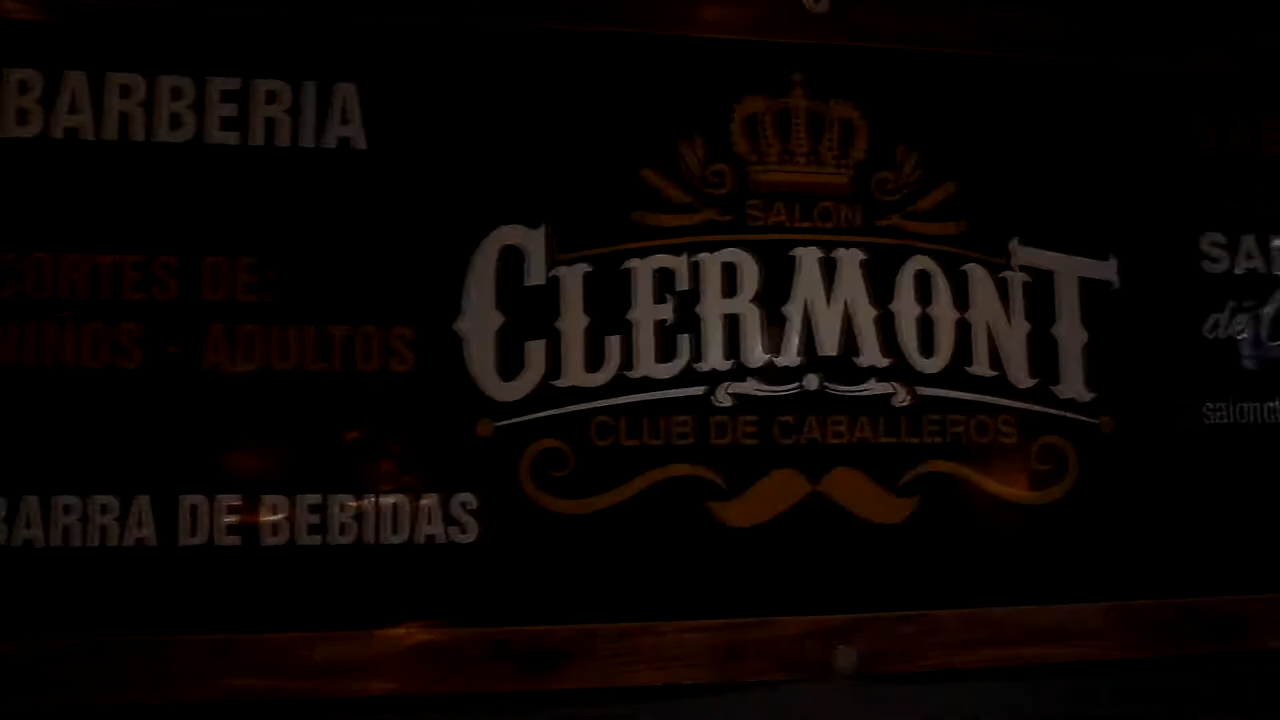 BARBERIA
CORTES DE:
NIÑOS - ADULTOS
BARRA DE BEBIDAS
SALON
CLERMONT
CLUB DE CABALLEROS